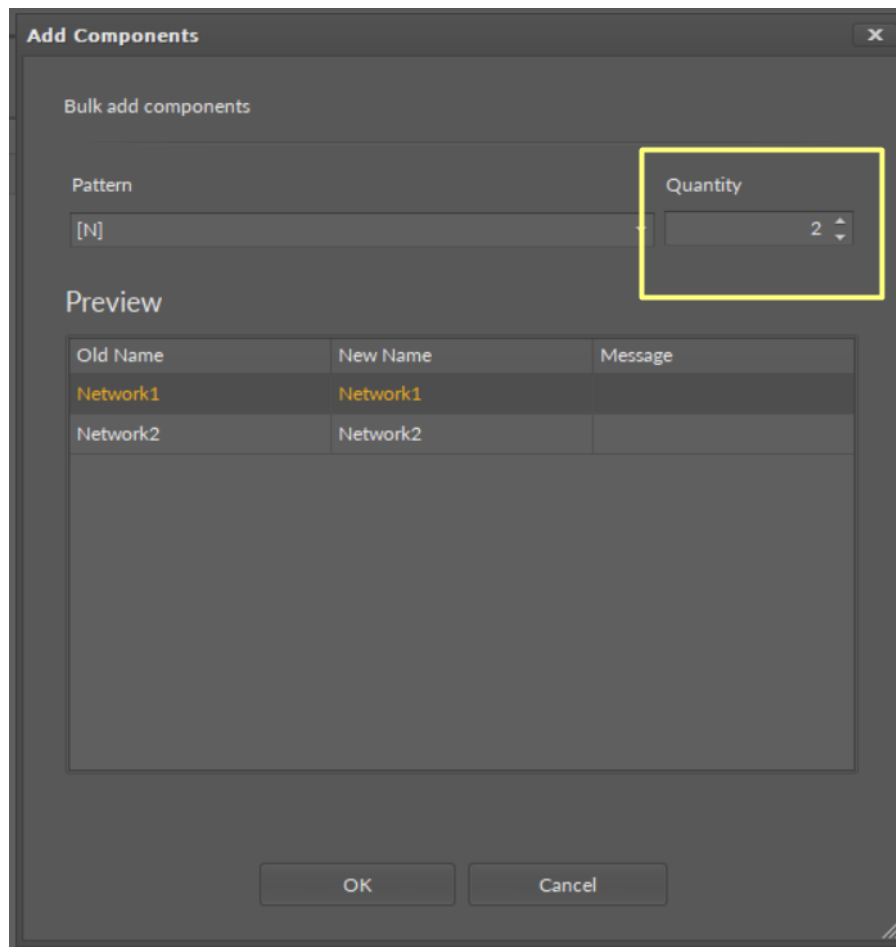 Add Components
Bulk add components
Pattern Quantity
[N] 2
Preview
Old Name New Name Message
Network1 Network1
Network2 Network2
OK Cancel